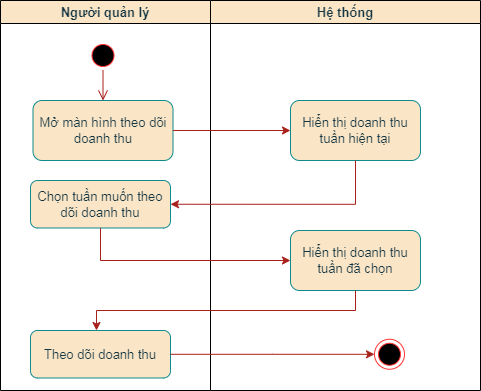 Người quản lý
Hệ thống
Mở màn hình theo dõi
doanh thu
Hiển thị doanh thu
tuần hiện tại
Chọn tuần muốn theo
dõi doanh thu
Hiển thị doanh thu
tuần đã chọn
Theo dõi doanh thu